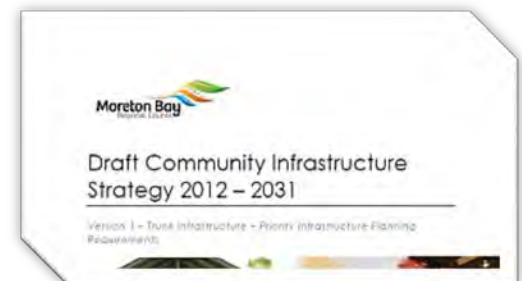 Moreton Bay
Regional Council
Draft Community Infrastructure
Strategy 2012 – 2031
Version 1 – Trunk Infrastructure – Priority Infrastructure Planning
Requirements